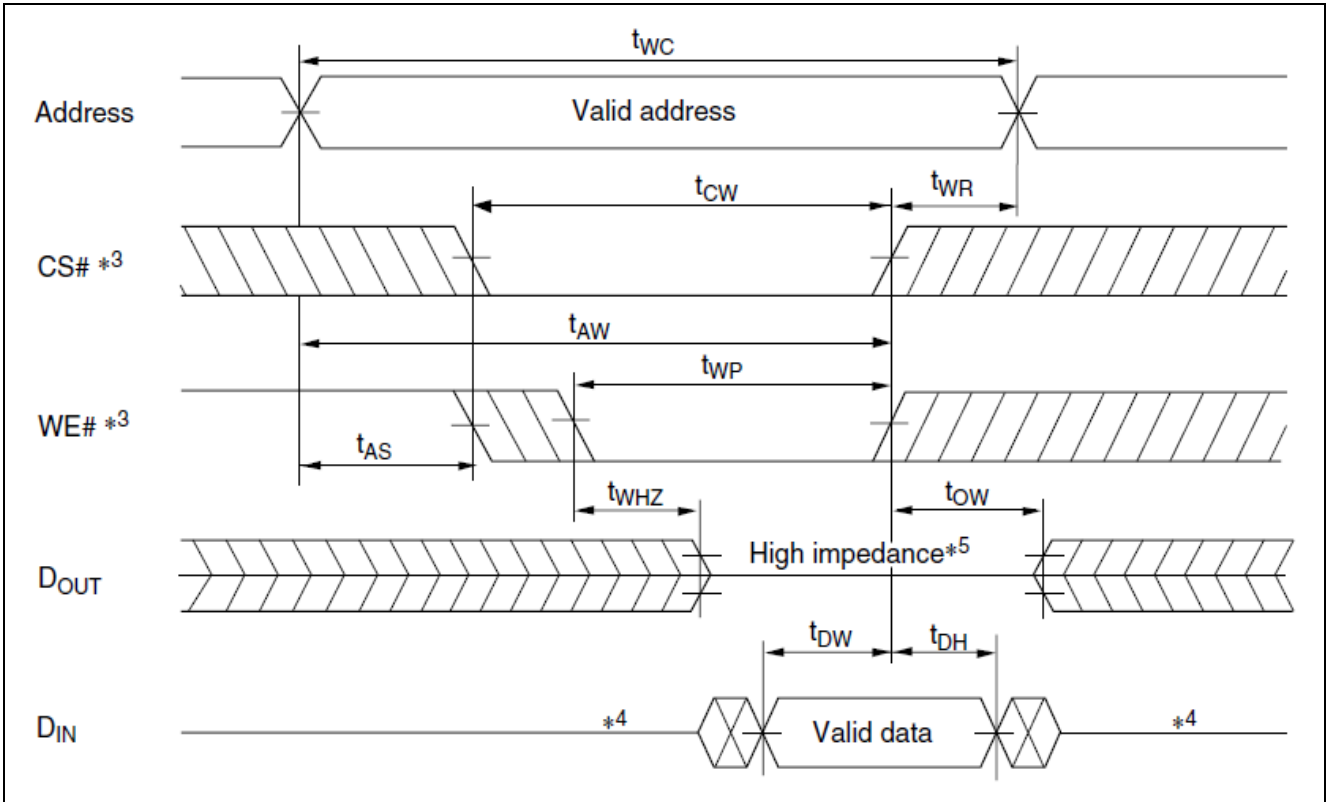 tWC
Address
Valid address
tCW
tWR
CS# *3
tAW
tWP
WE# *3
tAS
tWHZ
tOW
High impedance*5
DOUT
tDW
tDH
DIN
*4
Valid data
*4